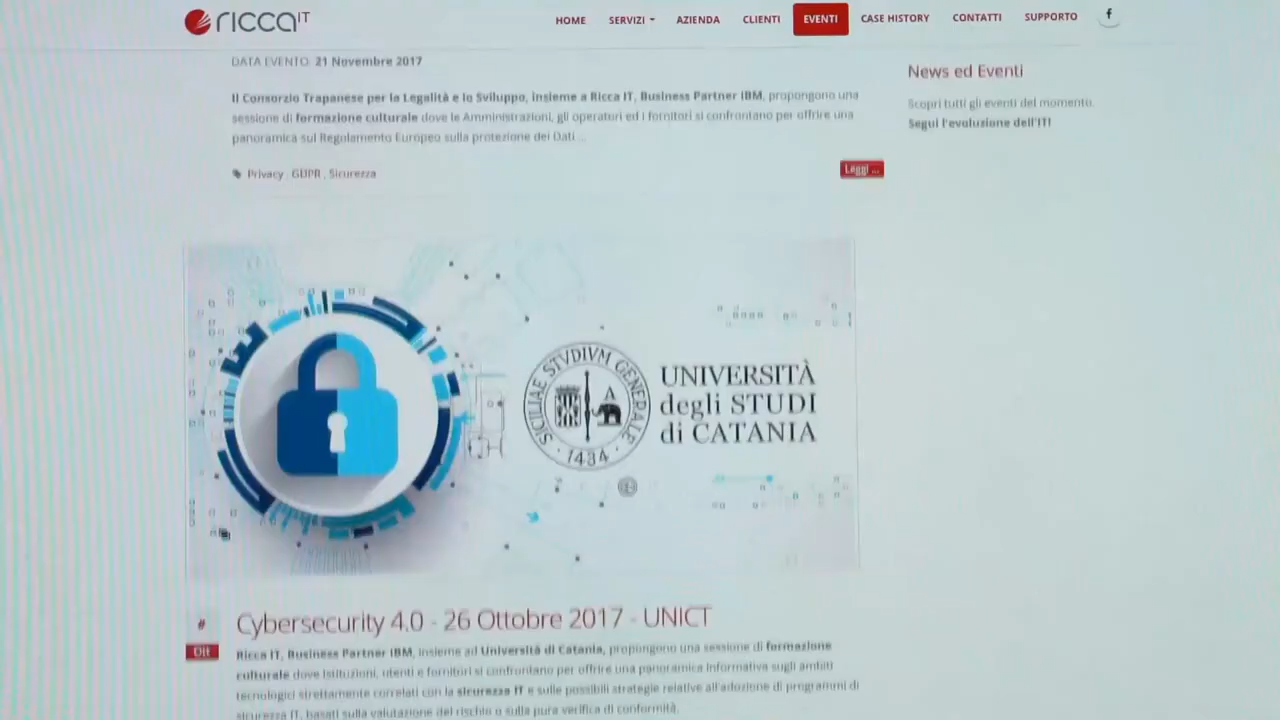 ricca IT
HOME SERVIZI AZIENDA CLIENTI EVENTI CASE HISTORY CONTATTI SUPPORTO f
DATA EVENTO: 21 Novembre 2017
News ed Eventi
Il Consorzio Trapanese per la Legalità e lo Sviluppo, insieme a Ricca IT, Business Partner IBM, propongono una
sessione di formazione culturale dove le Amministrazioni, gli operatori ed i fornitori si confrontano per offrire una
panoramica sul Regolamento Europeo sulla protezione dei Dati ...
Scopri tutti gli eventi del momento.
Segui l'evoluzione dell'IT!
Privacy , GDPR , Sicurezza
Leggi ...
SICILIAE STVDIVM GENERALE
1434
UNIVERSITÀ
degli STUDI
di CATANIA
#
Ott
Cybersecurity 4.0 - 26 Ottobre 2017 - UNICT
Ricca IT, Business Partner IBM, insieme ad Università di Catania, propongono una sessione di formazione
culturale dove Istituzioni, utenti e fornitori si confrontano per offrire una panoramica informativa sugli ambiti
tecnologici strettamente correlati con la sicurezza IT e sulle possibili strategie relative all'adozione di programmi di
sicurezza IT, basati sulla valutazione del rischio o sulla pura verifica di conformità.